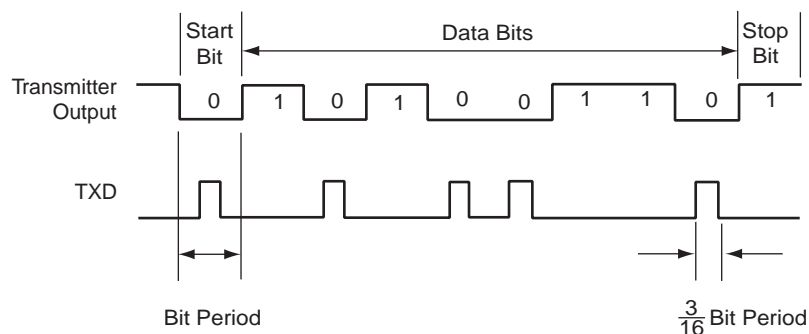 Start Bit
Data Bits
Stop Bit
Transmitter Output
0 1 0 1 0 0 1 1 0 1
TXD
Bit Period
3/16 Bit Period